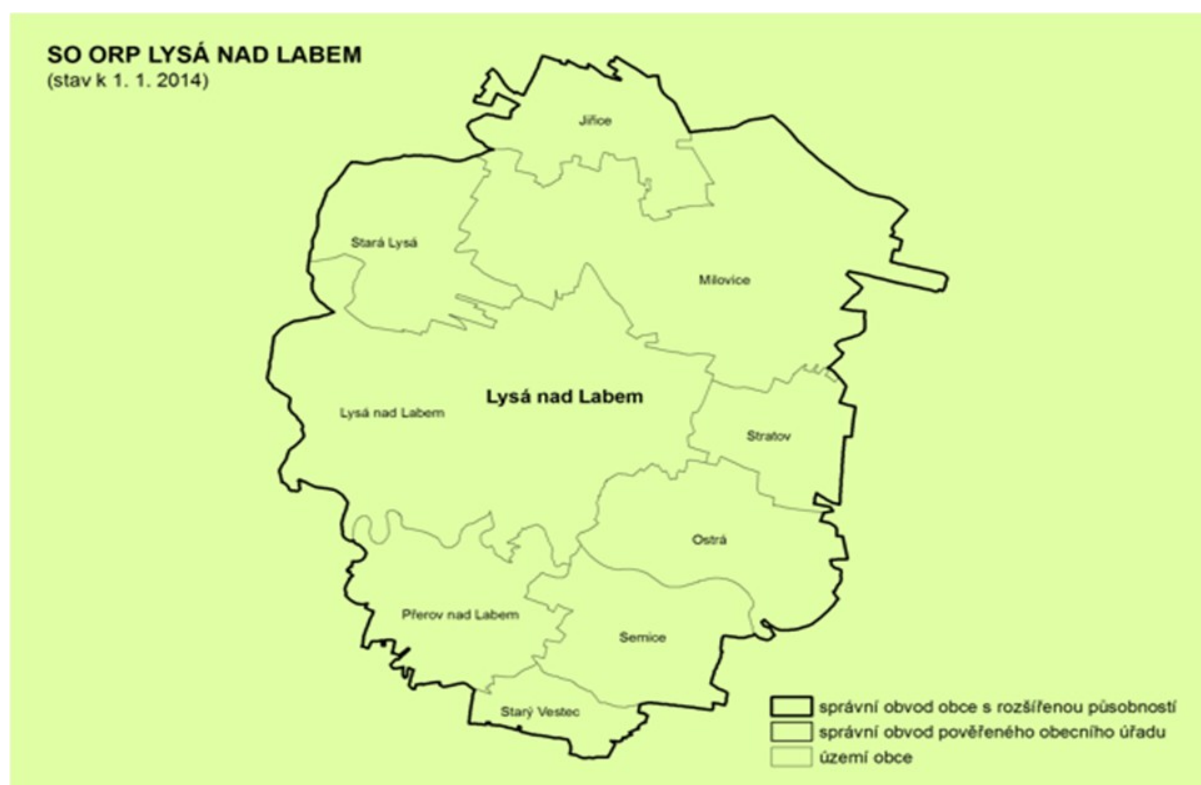 SO ORP LYSÁ NAD LABEM
(stav k 1. 1. 2014)
Jiřice
Stará Lysá
Milovice
Lysá nad Labem
Lysá nad Labem
Stratov
Ostrá
Přerov nad Labem
Semice
Starý Vestec
správní obvod obce s rozšířenou působností
správní obvod pověřeného obecního úřadu
území obce